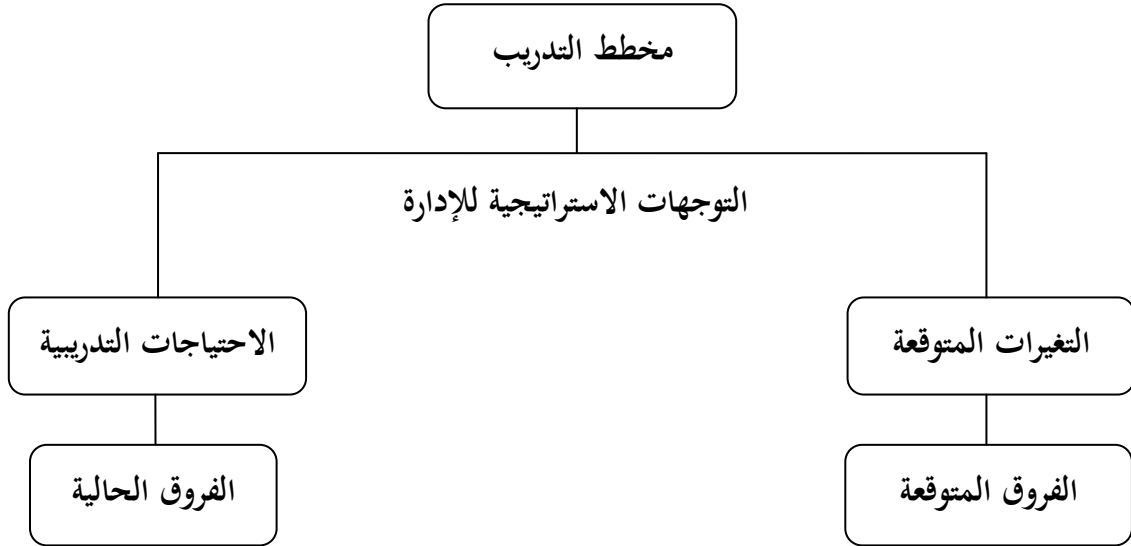 مخطط التدريب
التوجهات الاستراتيجية للإدارة
التغيرات المتوقعة
الاحتياجات التدريبية
الفروق المتوقعة
الفروق الحالية